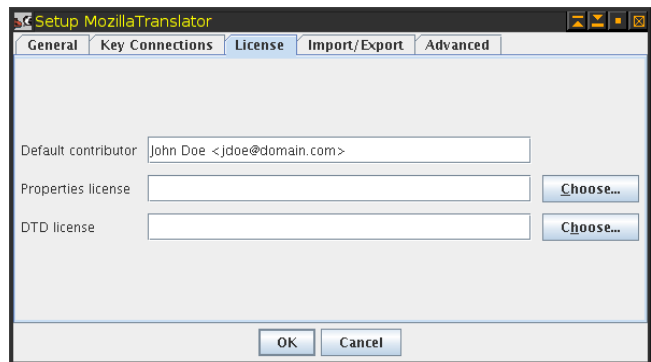 Setup MozillaTranslator
General Key Connections License Import/Export Advanced
Default contributor John Doe <jdoe@domain.com>
Properties license Choose...
DTD license Choose...
OK Cancel